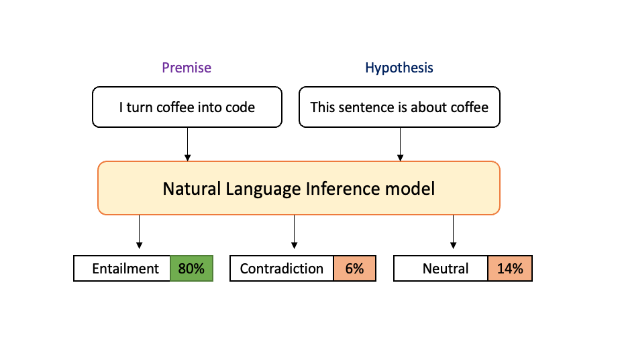 Premise
Hypothesis
I turn coffee into code
This sentence is about coffee
Natural Language Inference model
Entailment 80%
Contradiction 6%
Neutral 14%